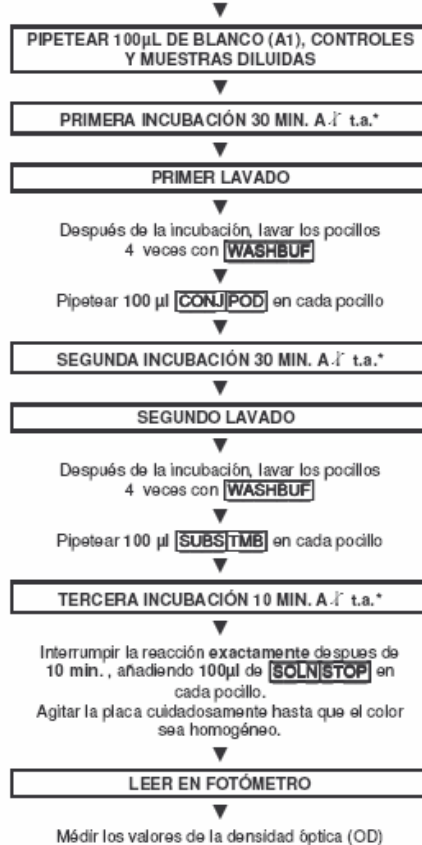 PIPETEAR 100µL DE BLANCO (A1), CONTROLES
Y MUESTRAS DILUIDAS
PRIMERA INCUBACIÓN 30 MIN. A t.a.*
PRIMER LAVADO
Después de la incubación, lavar los pocillos
4 veces con WASHBUF
Pipetear 100 µl CONJ POD en cada pocillo
SEGUNDA INCUBACIÓN 30 MIN. A t.a.*
SEGUNDO LAVADO
Después de la incubación, lavar los pocillos
4 veces con WASHBUF
Pipetear 100 µl SUBS TMB en cada pocillo
TERCERA INCUBACIÓN 10 MIN. A t.a.*
Interrumpir la reacción exactamente despues de
10 min. , añadiendo 100µl de SOLN STOP en
cada pocillo.
Agitar la placa cuidadosamente hasta que el color
sea homogéneo.
LEER EN FOTÓMETRO
Médir los valores de la densidad óptica (OD)